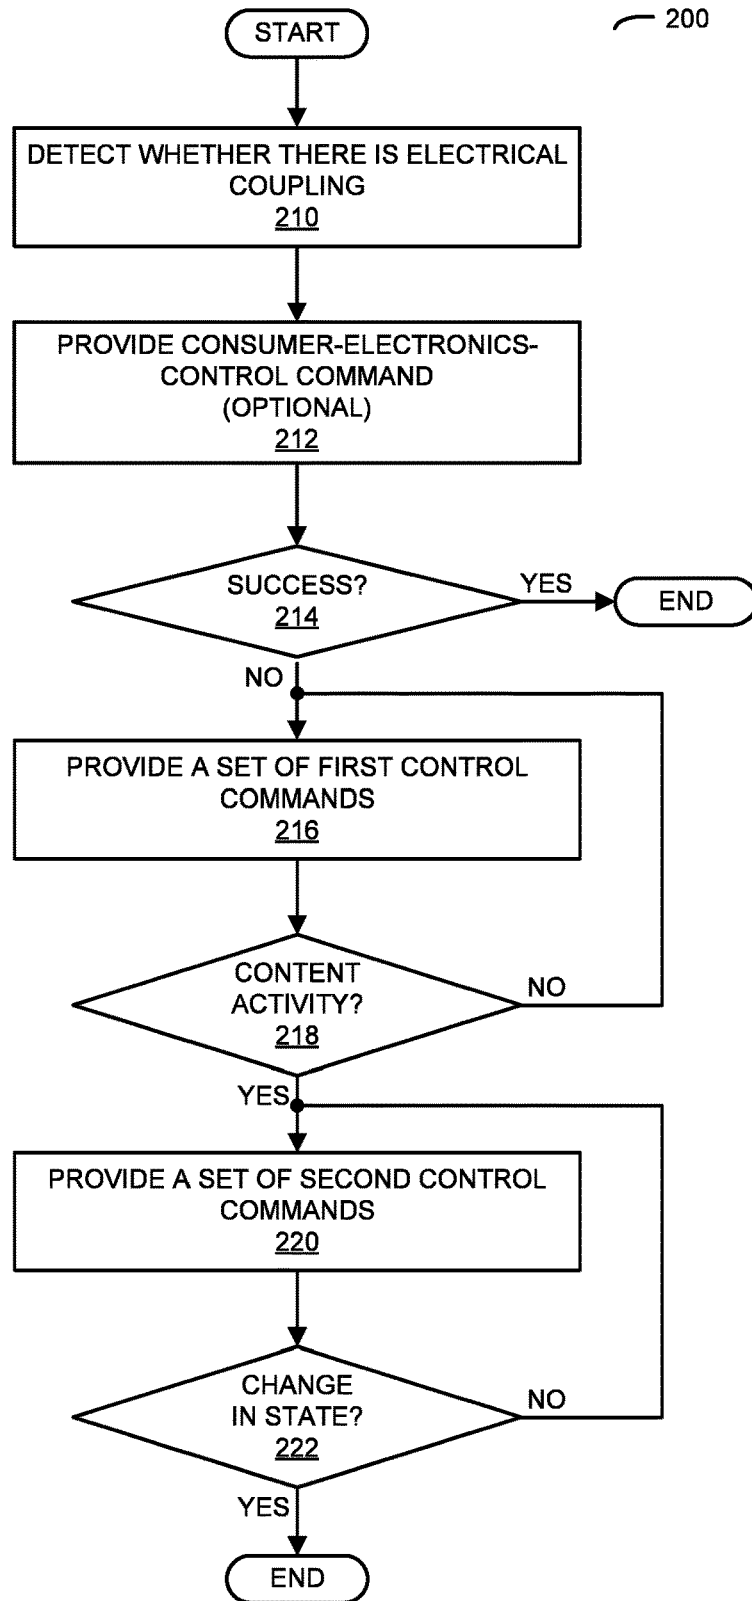 200
START
DETECT WHETHER THERE IS ELECTRICAL
COUPLING
210
PROVIDE CONSUMER-ELECTRONICS-
CONTROL COMMAND
(OPTIONAL)
212
SUCCESS?
214
YES
END
NO
PROVIDE A SET OF FIRST CONTROL
COMMANDS
216
CONTENT
ACTIVITY?
218
NO
YES
PROVIDE A SET OF SECOND CONTROL
COMMANDS
220
CHANGE
IN STATE?
222
NO
YES
END